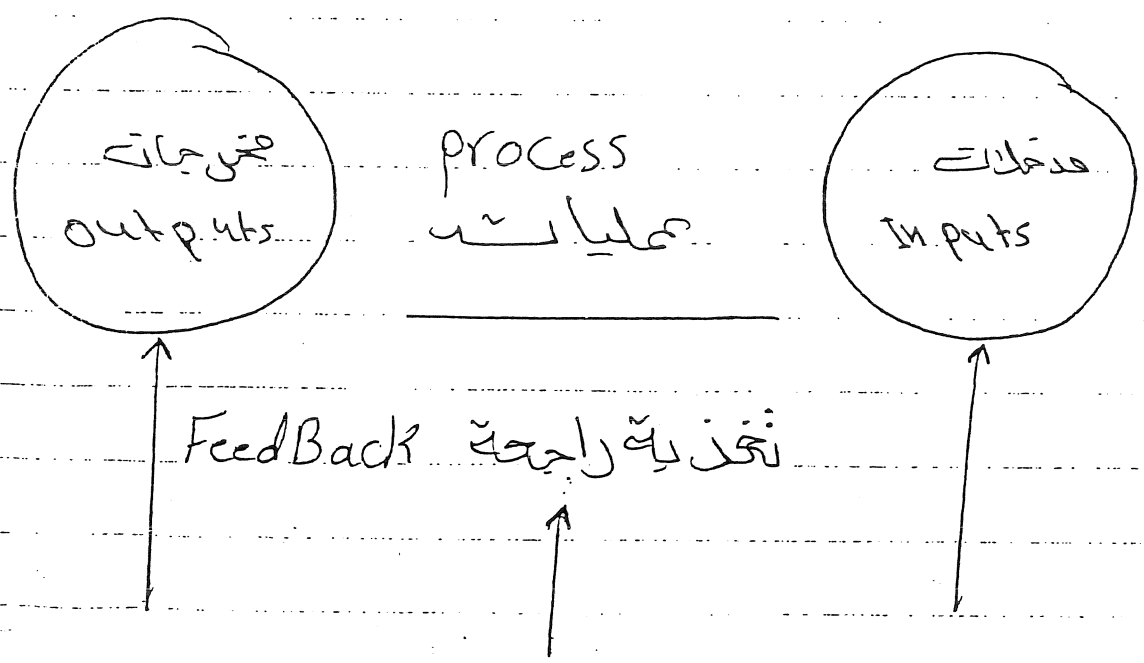 مدخلات
Inputs
process
عمليات
مخرجات
outputs
تغذية راجعة FeedBack